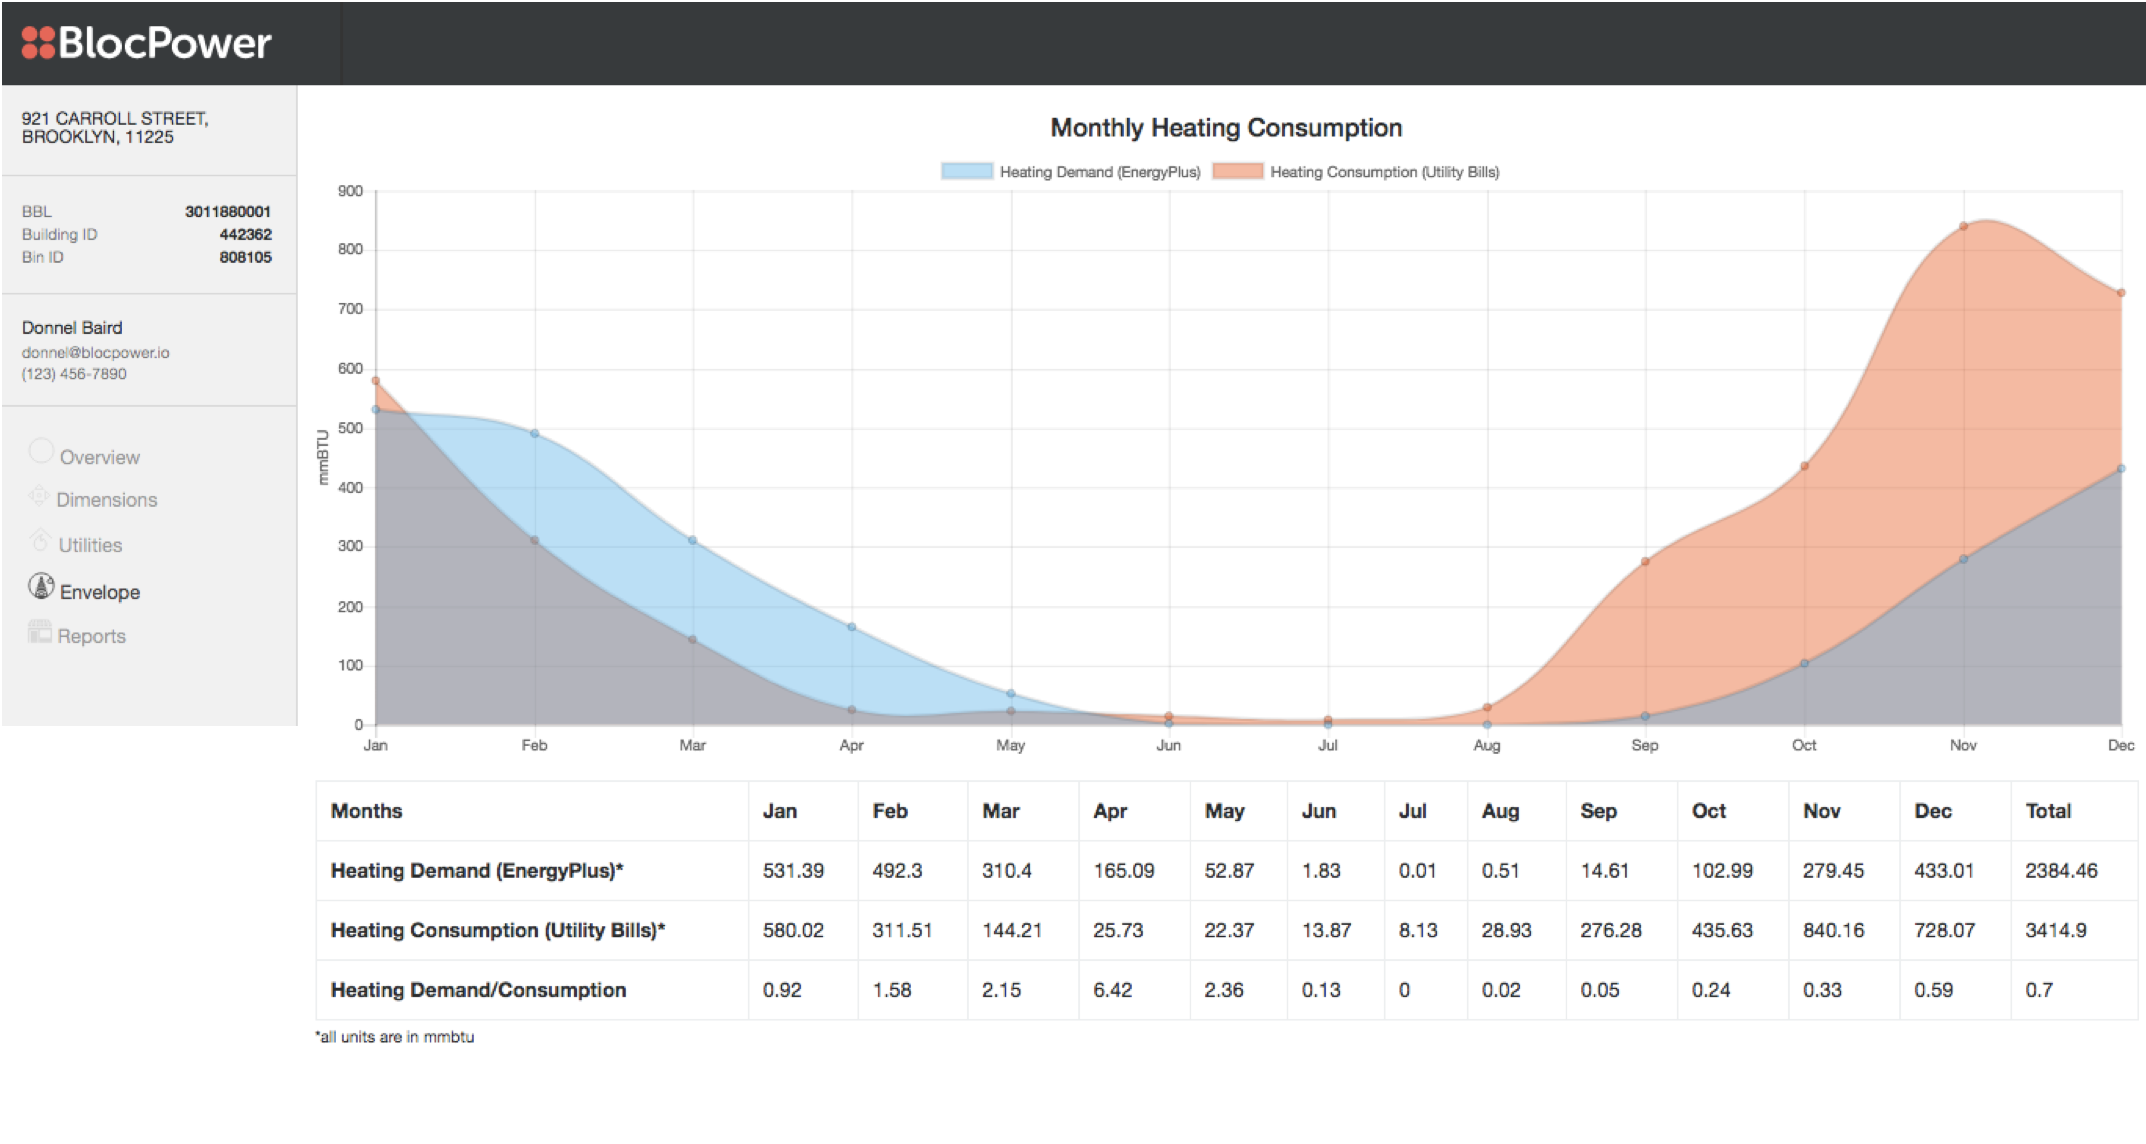 BlocPower
921 CARROLL STREET,
BROOKLYN, 11225
BBL 3011880001
Building ID 442362
Bin ID 808105
Donnel Baird
donnel@blocpower.io
(123) 456-7890
Overview
Dimensions
Utilities
Envelope
Reports
Monthly Heating Consumption
Heating Demand (EnergyPlus) Heating Consumption (Utility Bills)
mmBTU
900
800
700
600
500
400
300
200
100
0
Jan Feb Mar Apr May Jun Jul Aug Sep Oct Nov Dec
Months Jan Feb Mar Apr May Jun Jul Aug Sep Oct Nov Dec Total
Heating Demand (EnergyPlus)* 531.39 492.3 310.4 165.09 52.87 1.83 0.01 0.51 14.61 102.99 279.45 433.01 2384.46
Heating Consumption (Utility Bills)* 580.02 311.51 144.21 25.73 22.37 13.87 8.13 28.93 276.28 435.63 840.16 728.07 3414.9
Heating Demand/Consumption 0.92 1.58 2.15 6.42 2.36 0.13 0 0.02 0.05 0.24 0.33 0.59 0.7
*all units are in mmbtu